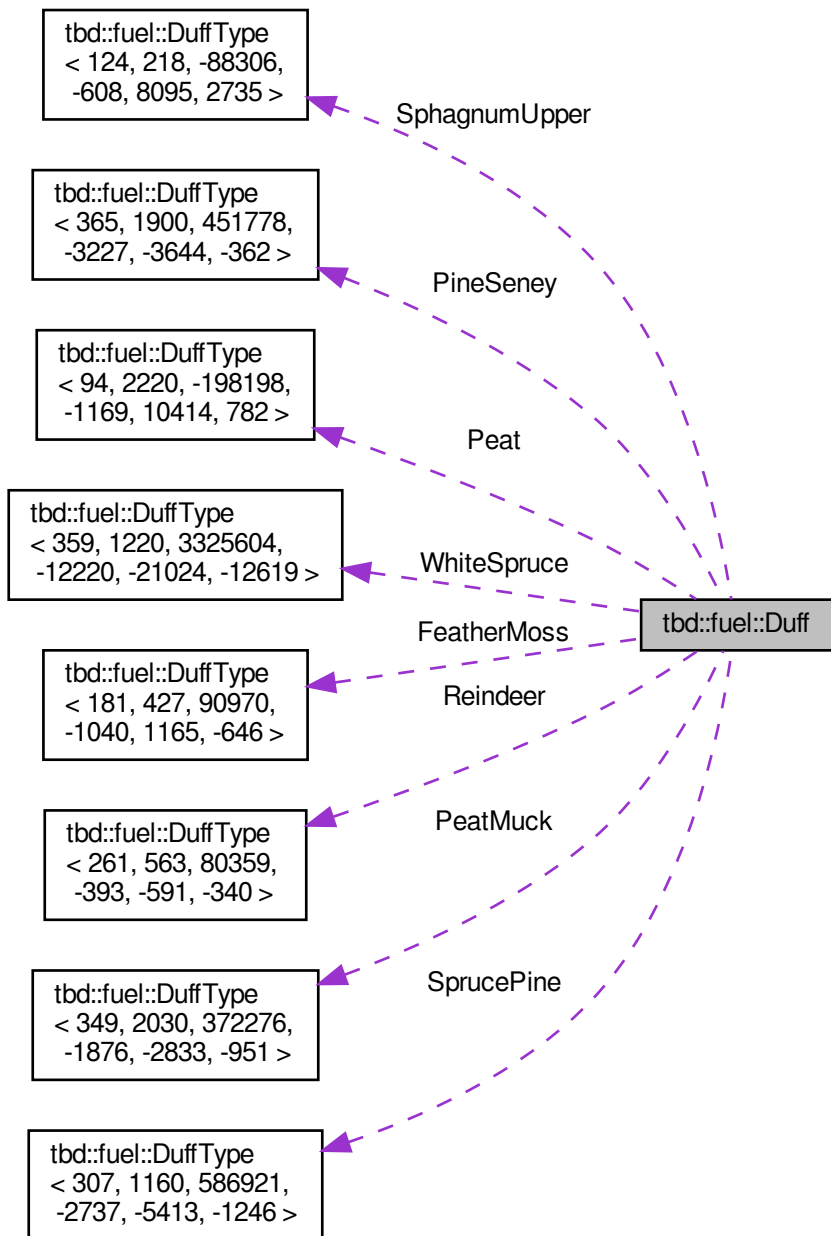 tbd::fuel::DuffType
< 124, 218, -88306,
-608, 8095, 2735 >
SphagnumUpper
tbd::fuel::DuffType
< 365, 1900, 451778,
-3227, -3644, -362 >
PineSeney
tbd::fuel::DuffType
< 94, 2220, -198198,
-1169, 10414, 782 >
Peat
tbd::fuel::DuffType
< 359, 1220, 3325604,
-12220, -21024, -12619 >
WhiteSpruce
tbd::fuel::Duff
FeatherMoss
tbd::fuel::DuffType
< 181, 427, 90970,
-1040, 1165, -646 >
Reindeer
tbd::fuel::DuffType
< 261, 563, 80359,
-393, -591, -340 >
PeatMuck
tbd::fuel::DuffType
< 349, 2030, 372276,
-1876, -2833, -951 >
SprucePine
tbd::fuel::DuffType
< 307, 1160, 586921,
-2737, -5413, -1246 >